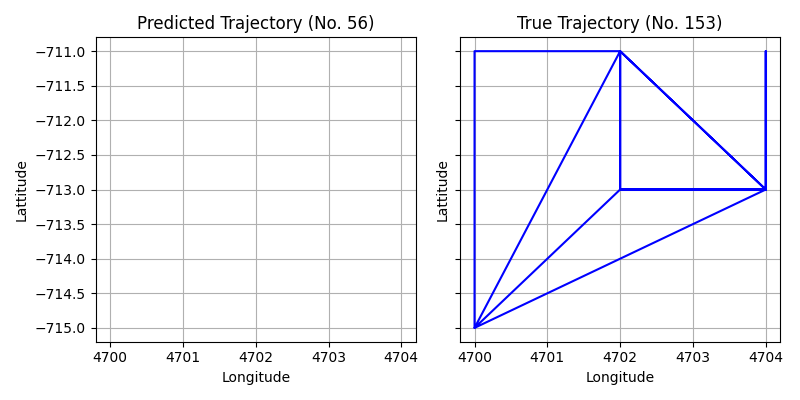 Predicted Trajectory (No. 56)
−711.0
−711.5
−712.0
−712.5
−713.0
−713.5
−714.0
−714.5
−715.0
Lattitude
4700 4701 4702 4703 4704
Longitude
True Trajectory (No. 153)
Lattitude
4700 4701 4702 4703 4704
Longitude